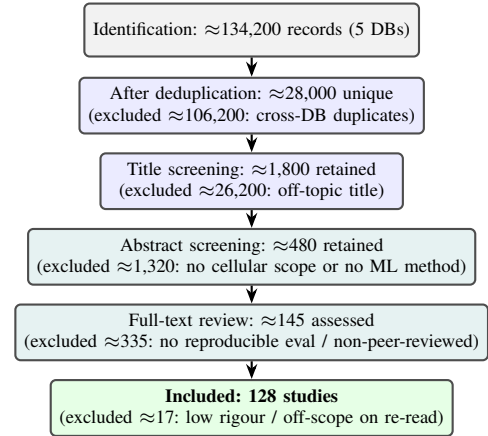 Identification: ≈134,200 records (5 DBs)
After deduplication: ≈28,000 unique
(excluded ≈106,200: cross-DB duplicates)
Title screening: ≈1,800 retained
(excluded ≈26,200: off-topic title)
Abstract screening: ≈480 retained
(excluded ≈1,320: no cellular scope or no ML method)
Full-text review: ≈145 assessed
(excluded ≈335: no reproducible eval / non-peer-reviewed)
Included: 128 studies
(excluded ≈17: low rigour / off-scope on re-read)